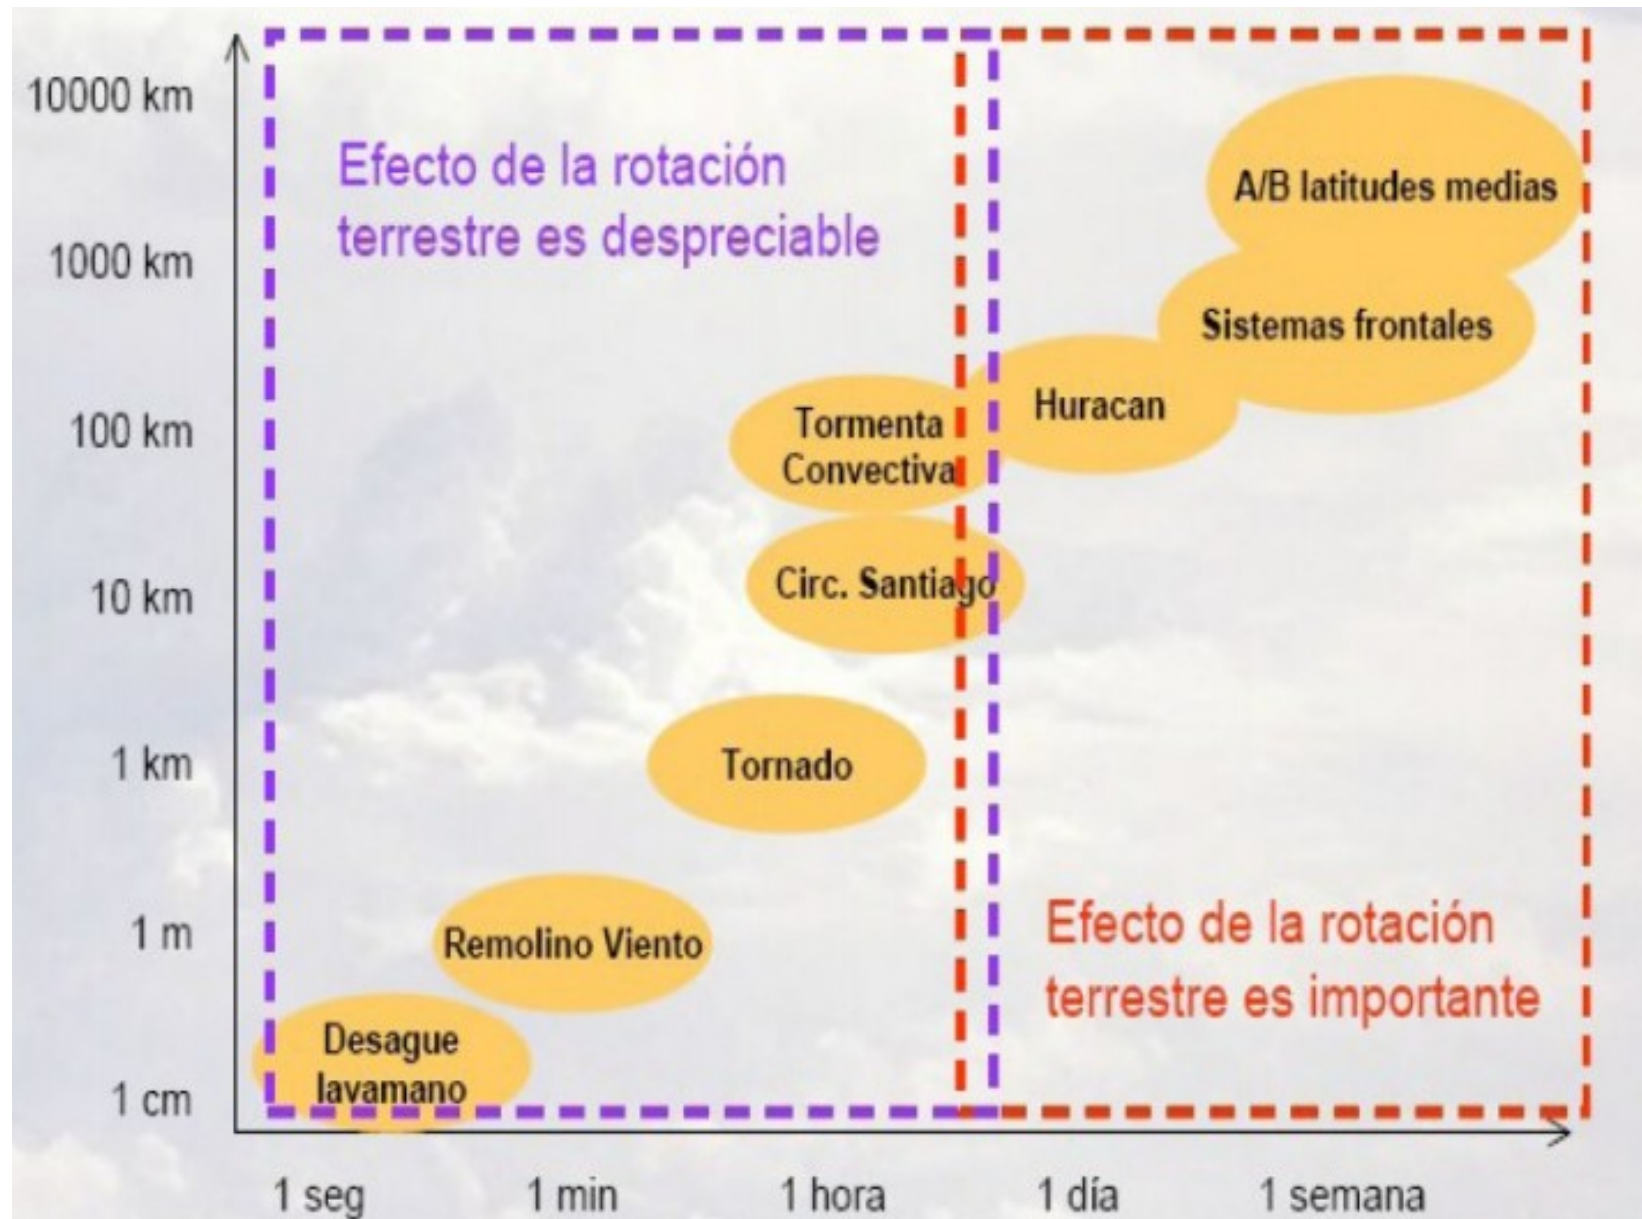 10000 km
Efecto de la rotación
terrestre es despreciable
A/B latitudes medias
1000 km
Sistemas frontales
Huracan
100 km
Tormenta
Convectiva
10 km
Circ. Santiago
1 km
Tornado
1 m
Remolino Viento
Efecto de la rotación
terrestre es importante
Desague
lavamano
1 cm
1 seg
1 min
1 hora
1 día
1 semana